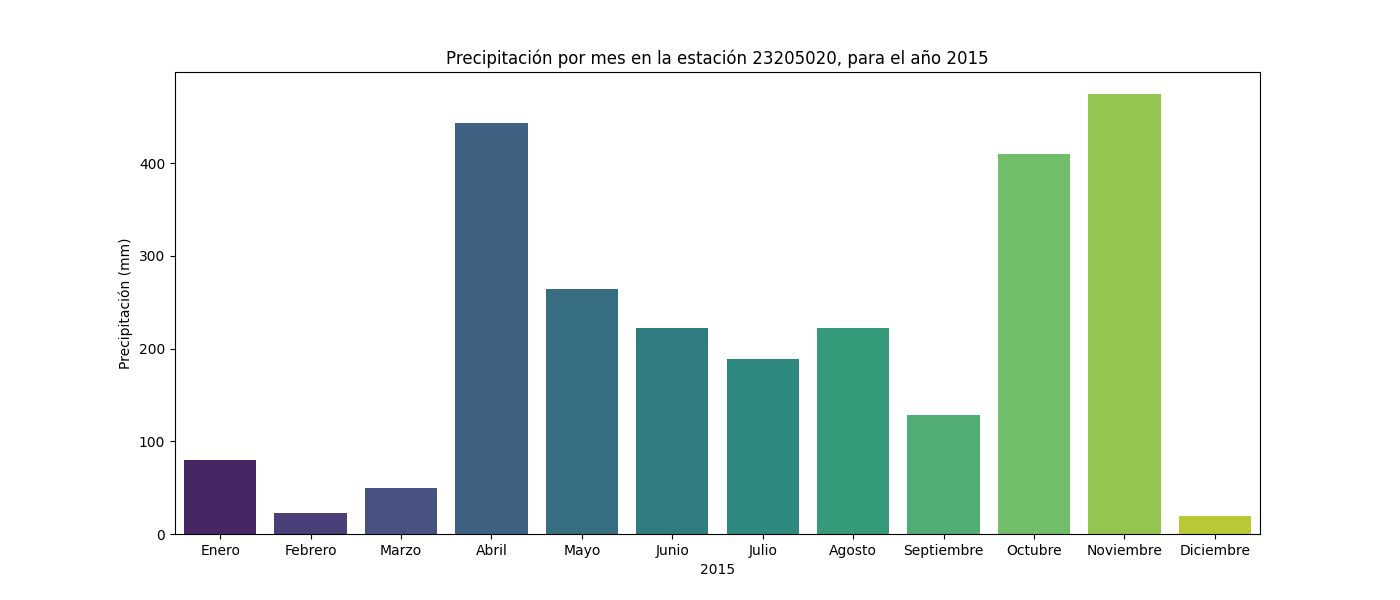 Precipitación por mes en la estación 23205020, para el año 2015
Precipitación (mm)
400
300
200
100
0
Enero Febrero Marzo Abril Mayo Junio Julio Agosto Septiembre Octubre Noviembre Diciembre
2015